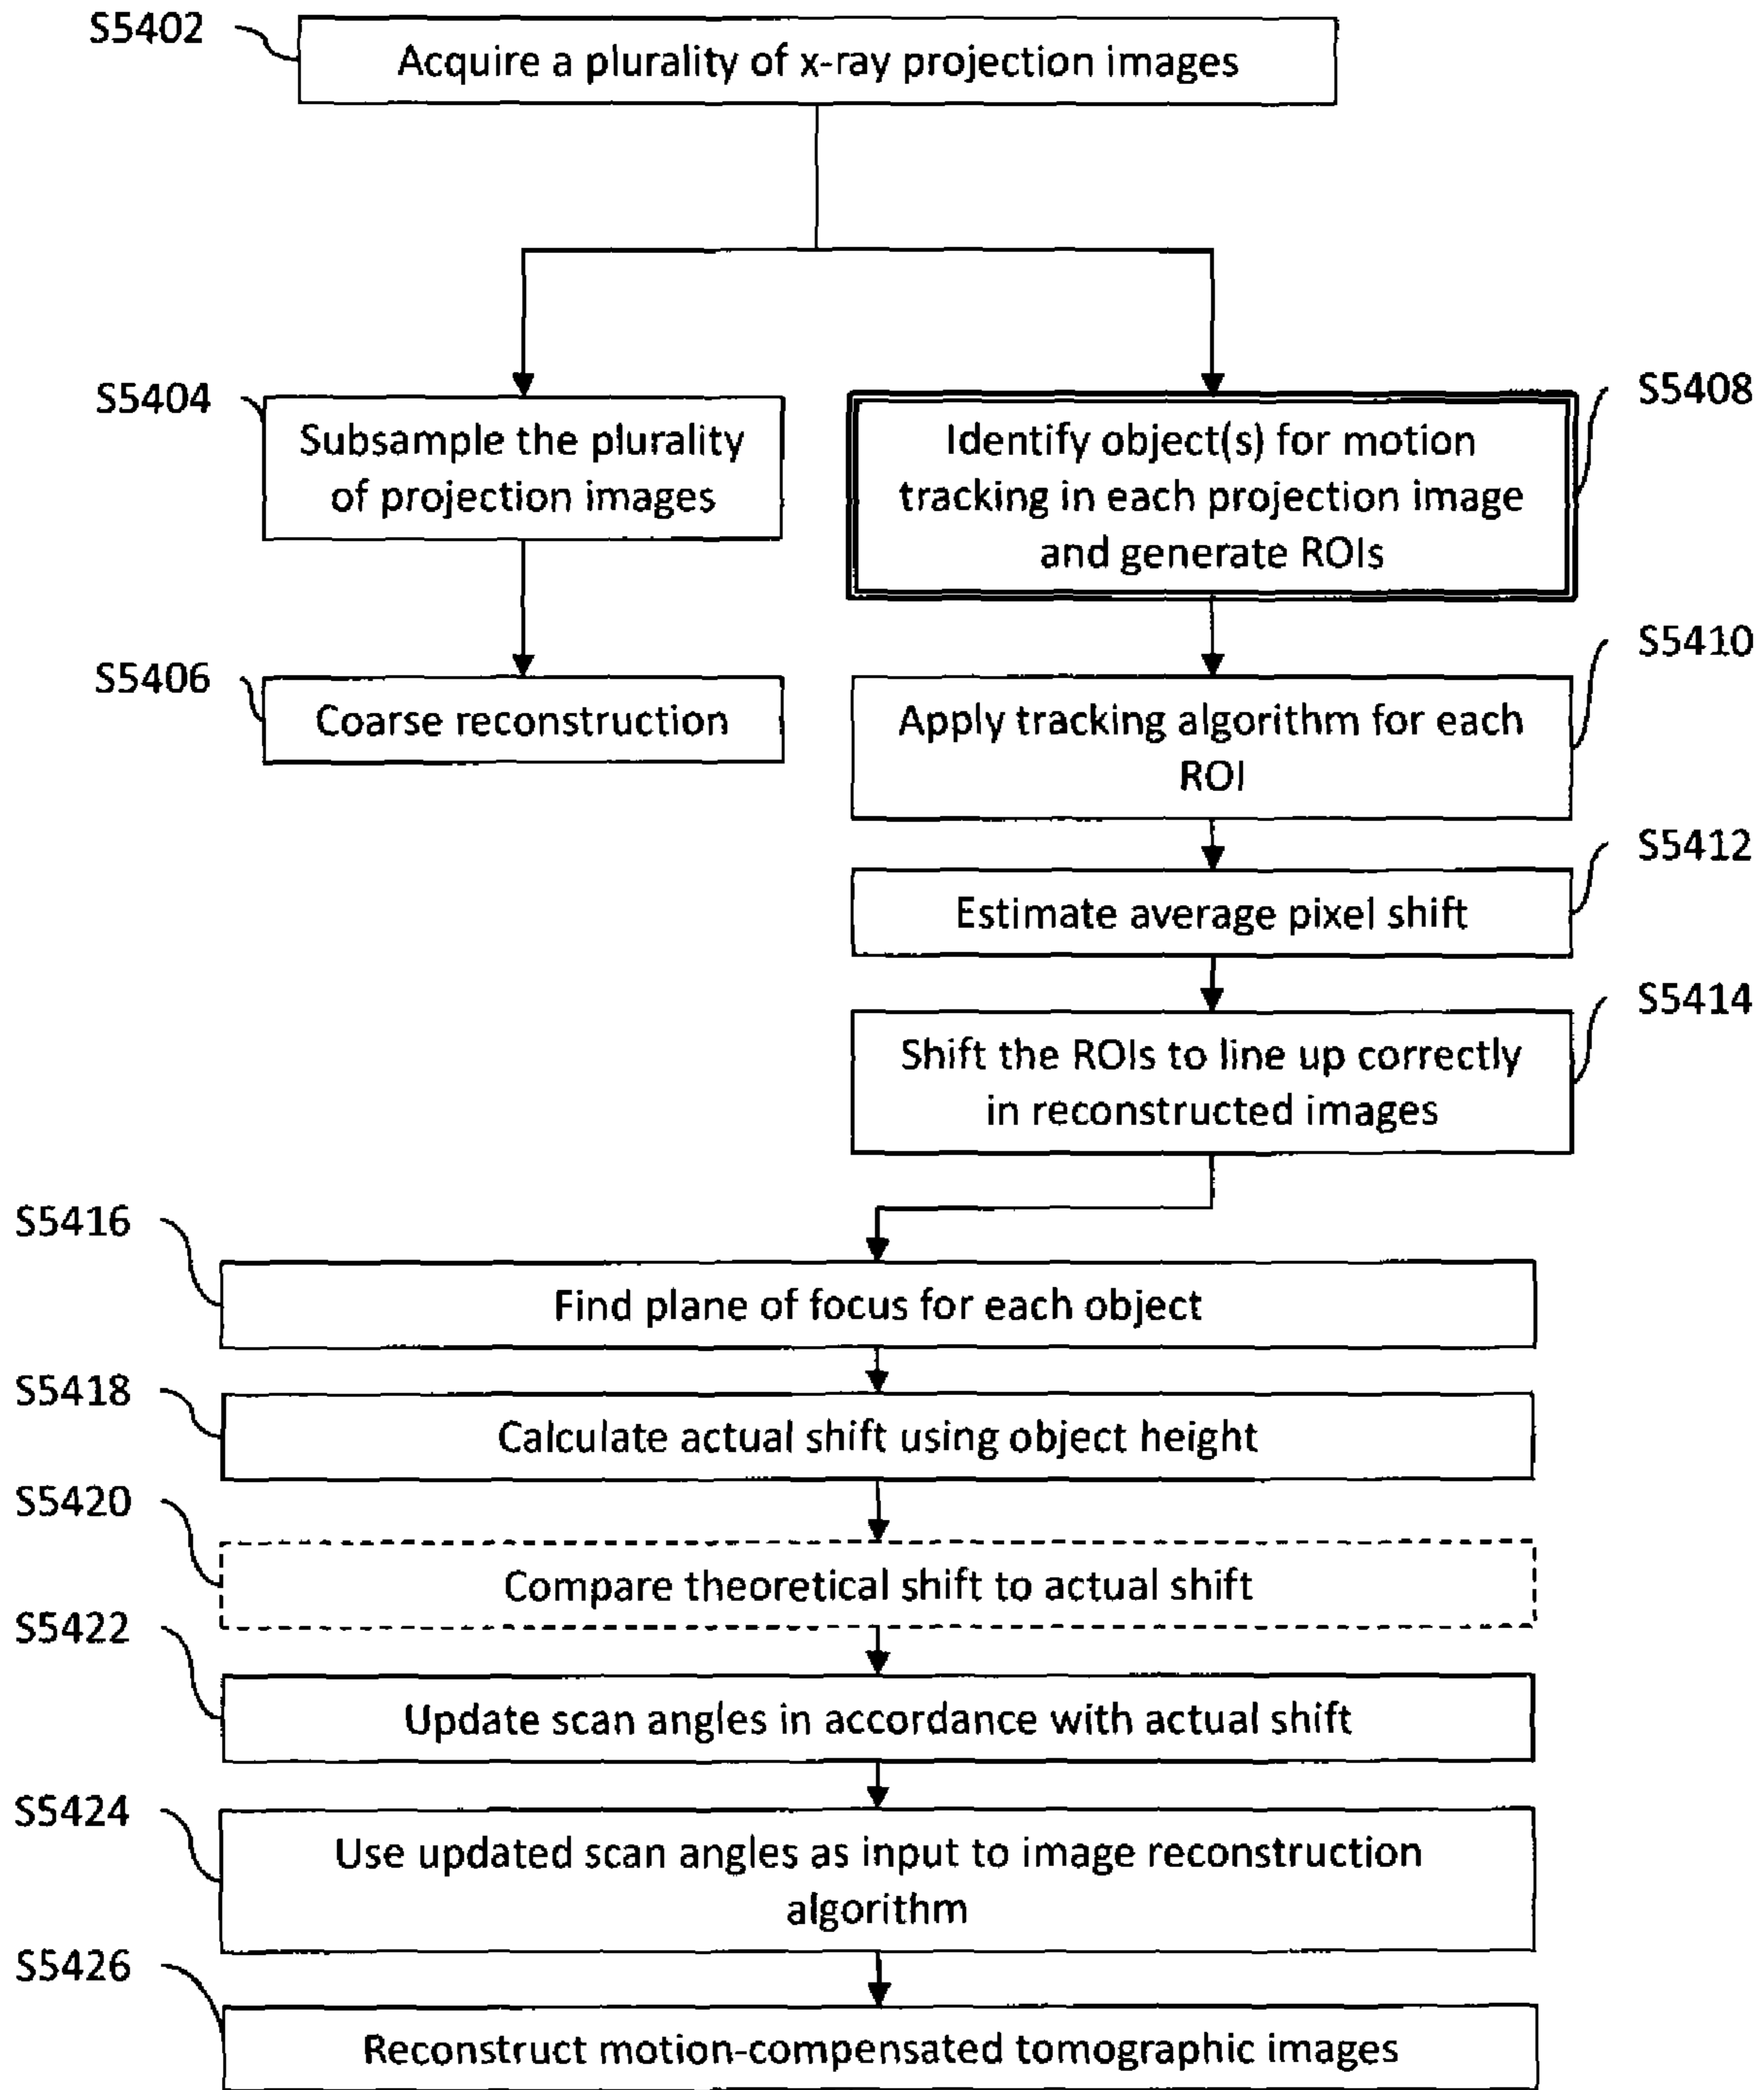 S5402
Acquire a plurality of x-ray projection images
S5404
Subsample the plurality
of projection images
S5408
Identify object(s) for motion
tracking in each projection image
and generate ROIs
S5406
Coarse reconstruction
S5410
Apply tracking algorithm for each
ROI
S5412
Estimate average pixel shift
S5414
Shift the ROIs to line up correctly
in reconstructed images
S5416
Find plane of focus for each object
S5418
Calculate actual shift using object height
S5420
Compare theoretical shift to actual shift
S5422
Update scan angles in accordance with actual shift
S5424
Use updated scan angles as input to image reconstruction
algorithm
S5426
Reconstruct motion-compensated tomographic images